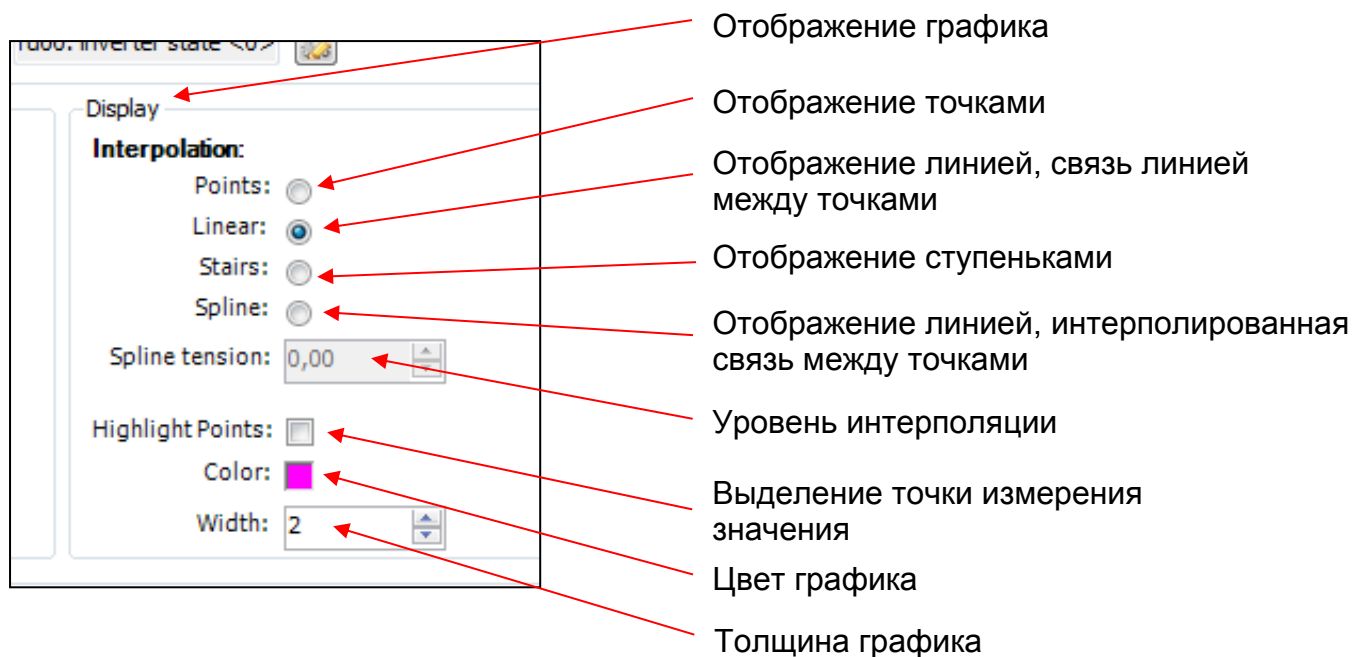 inverter state <0>
Display
Interpolation:
Points:
Linear:
Stairs:
Spline:
Spline tension: 0,00
Highlight Points:
Color:
Width: 2
Отображение графика
Отображение точками
Отображение линией, связь линией
между точками
Отображение ступеньками
Отображение линией, интерполированная
связь между точками
Уровень интерполяции
Выделение точки измерения
значения
Цвет графика
Толщина графика